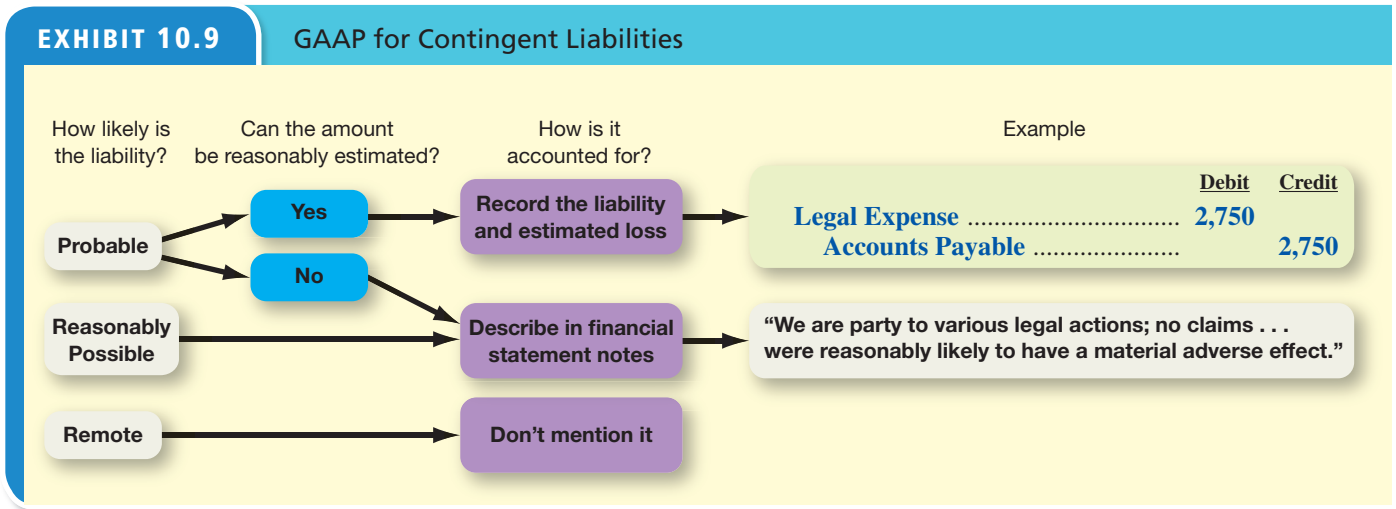 EXHIBIT 10.9 GAAP for Contingent Liabilities
How likely is
the liability?
Can the amount
be reasonably estimated?
How is it
accounted for?
Example
Probable
Yes
No
Record the liability
and estimated loss
Debit Credit
Legal Expense ............................... 2,750
Accounts Payable ...................... 2,750
Reasonably
Possible
Describe in financial
statement notes
“We are party to various legal actions; no claims . . .
were reasonably likely to have a material adverse effect.”
Remote
Don’t mention it